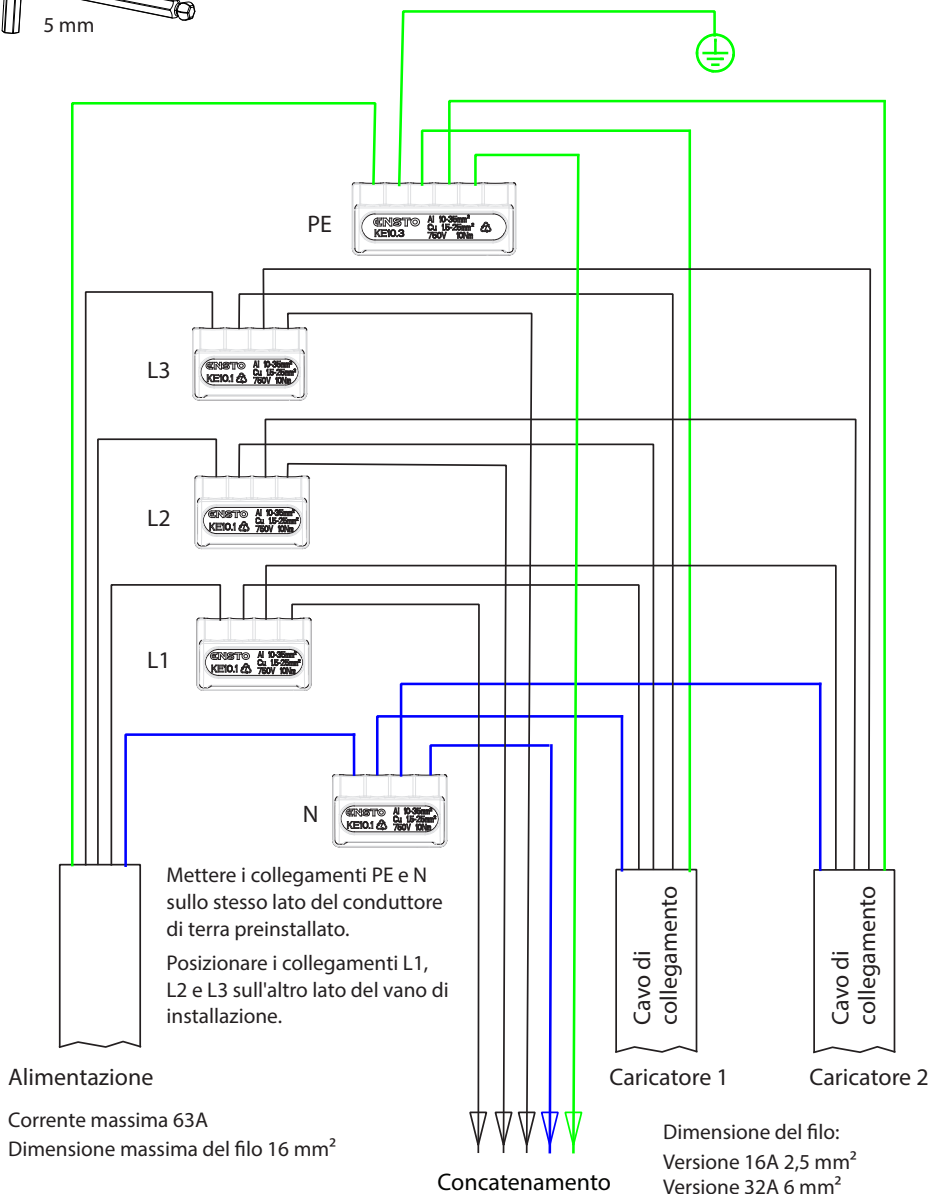 5 mm
PE
ENSTO
KE10.3
Al 10-35mm²
Cu 1.5-25mm²
750V 10Nm
L3
ENSTO
KE10.1
Al 10-35mm²
Cu 1.5-25mm²
750V 10Nm
L2
ENSTO
KE10.1
Al 10-35mm²
Cu 1.5-25mm²
750V 10Nm
L1
ENSTO
KE10.1
Al 10-35mm²
Cu 1.5-25mm²
750V 10Nm
N
ENSTO
KE10.1
Al 10-35mm²
Cu 1.5-25mm²
750V 10Nm
Mettere i collegamenti PE e N
sullo stesso lato del conduttore
di terra preinstallato.
Posizionare i collegamenti L1,
L2 e L3 sull'altro lato del vano di
installazione.
Cavo di
collegamento
Cavo di
collegamento
Alimentazione
Caricatore 1
Caricatore 2
Corrente massima 63A
Dimensione massima del filo 16 mm²
Concatenamento
Dimensione del filo:
Versione 16A 2,5 mm²
Versione 32A 6 mm²